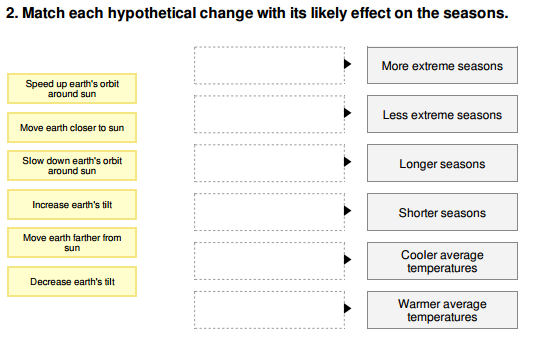 2. Match each hypothetical change with its likely effect on the seasons.
Speed up earth's orbit
around sun
Move earth closer to sun
Slow down earth's orbit
around sun
Increase earth's tilt
Move earth farther from
sun
Decrease earth's tilt
More extreme seasons
Less extreme seasons
Longer seasons
Shorter seasons
Cooler average
temperatures
Warmer average
temperatures